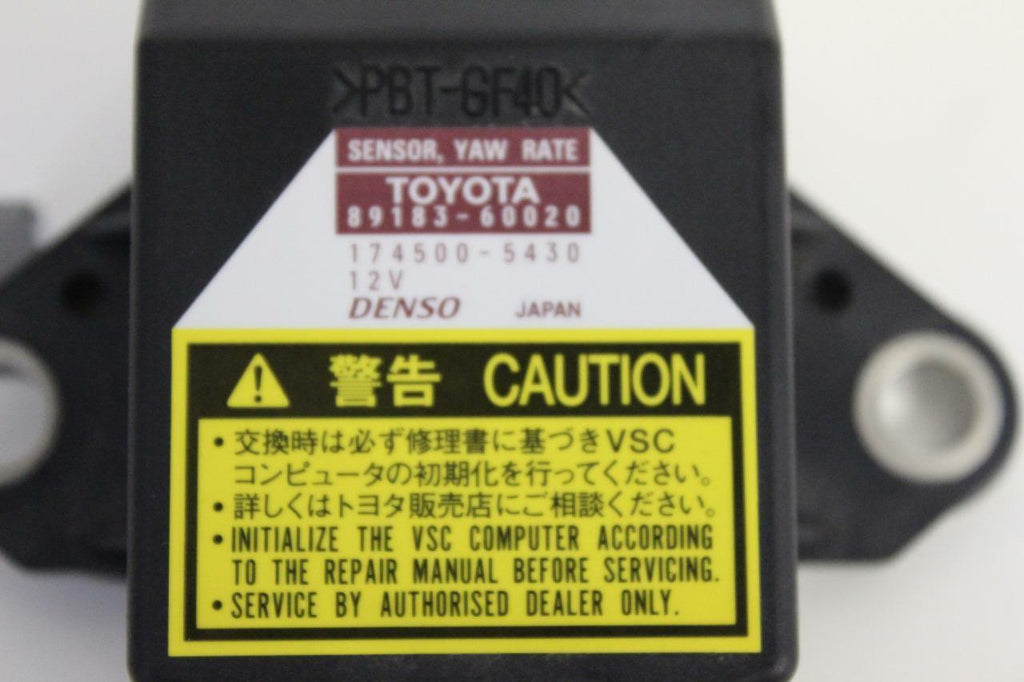 >PBT-GF40<
SENSOR, YAW RATE
TOYOTA
89183-60020
174500-5430
12V
DENSO JAPAN
警告 CAUTION
・交換時は必ず修理書に基づきVSC
コンピュータの初期化を行ってください。
・詳しくはトヨタ販売店にご相談ください。
・INITIALIZE THE VSC COMPUTER ACCORDING
TO THE REPAIR MANUAL BEFORE SERVICING.
・SERVICE BY AUTHORISED DEALER ONLY.